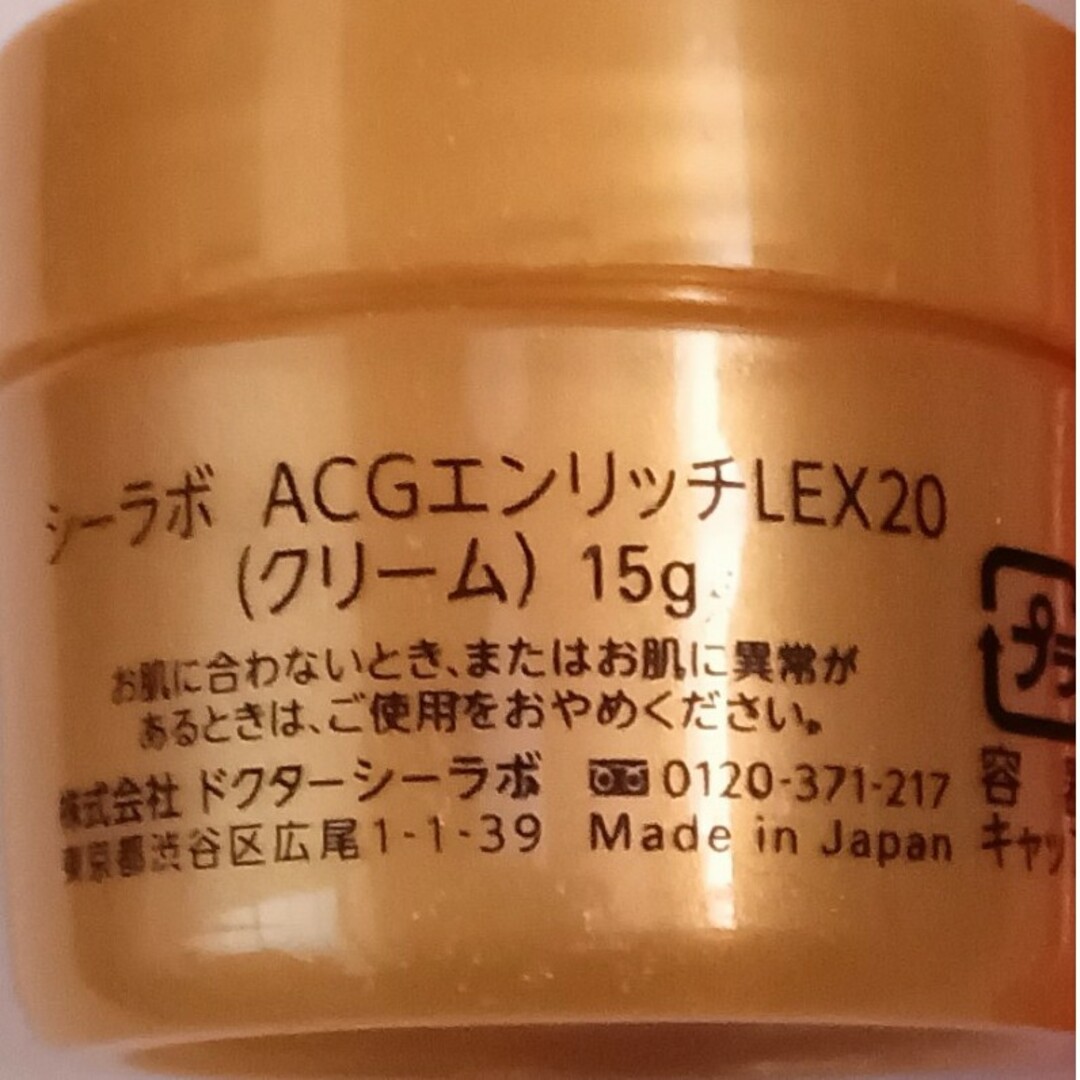 シーラボ ACGエンリッチLEX20
(クリーム) 15g
お肌に合わないとき、またはお肌に異常が
あるときは、ご使用をおやめください。
株式会社 ドクターシーラボ 0120-371-217
東京都渋谷区広尾1-1-39 Made in Japan
プラ
容
キャッ